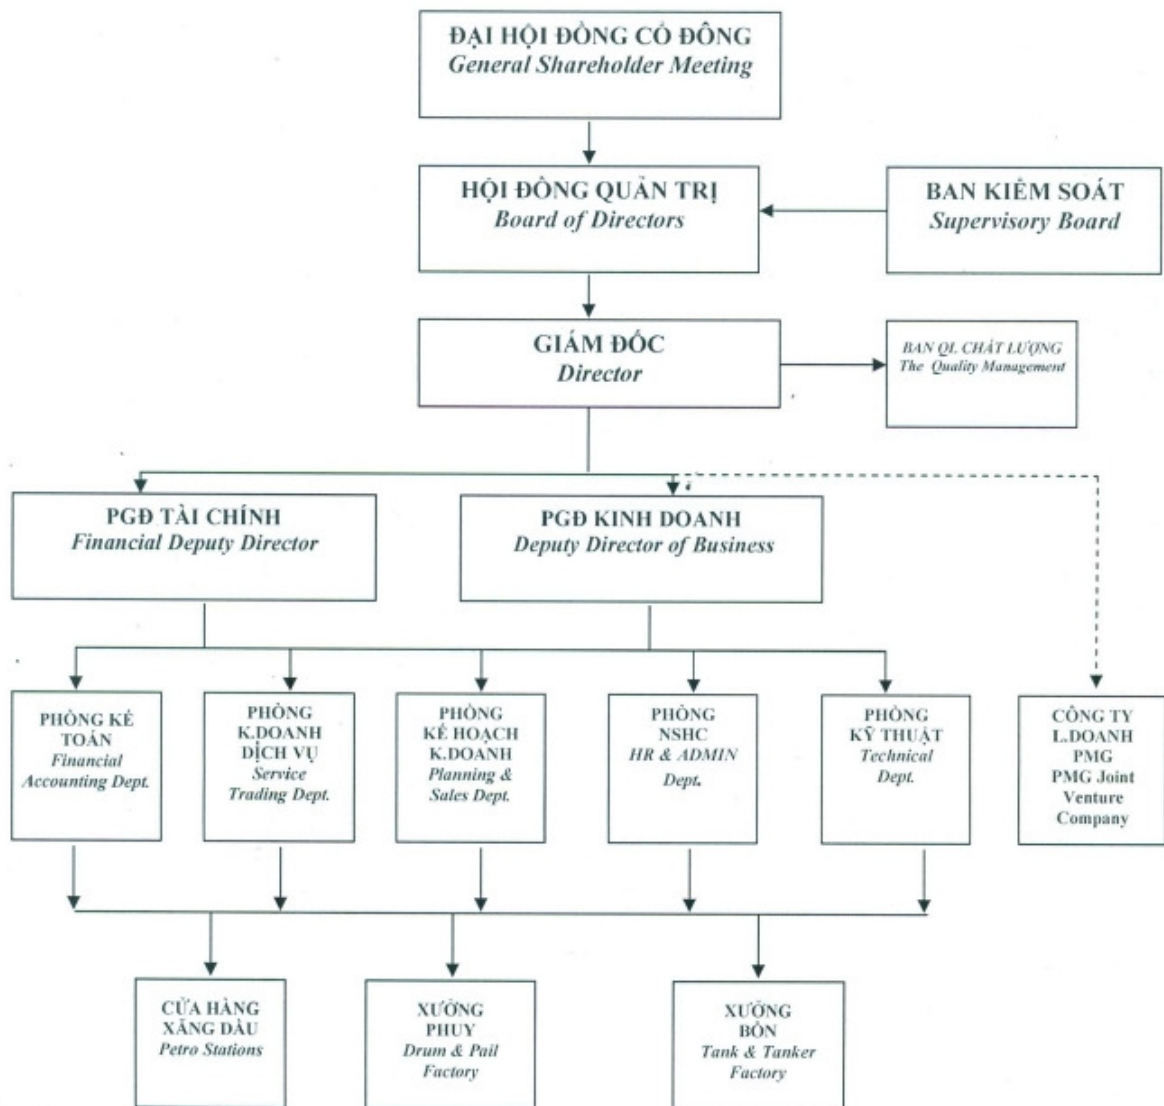 ĐẠI HỘI ĐỒNG CỔ ĐÔNG
General Shareholder Meeting
HỘI ĐỒNG QUẢN TRỊ
Board of Directors
BAN KIỂM SOÁT
Supervisory Board
GIÁM ĐỐC
Director
BAN QL CHẤT LƯỢNG
The Quality Management
PGĐ TÀI CHÍNH
Financial Deputy Director
PGĐ KINH DOANH
Deputy Director of Business
PHÒNG KẾ
TOÁN
Financial
Accounting Dept.
PHÒNG
K.DOANH
DỊCH VỤ
Service
Trading Dept.
PHÒNG
KẾ HOẠCH
K.DOANH
Planning &
Sales Dept.
PHÒNG
NSHC
HR & ADMIN
Dept.
PHÒNG
KỸ THUẬT
Technical
Dept.
CÔNG TY
L.DOANH
PMG
PMG Joint
Venture
Company
CỬA HÀNG
XĂNG DẦU
Petro Stations
XƯỞNG
PHUY
Drum & Pail
Factory
XƯỞNG
BỒN
Tank & Tanker
Factory